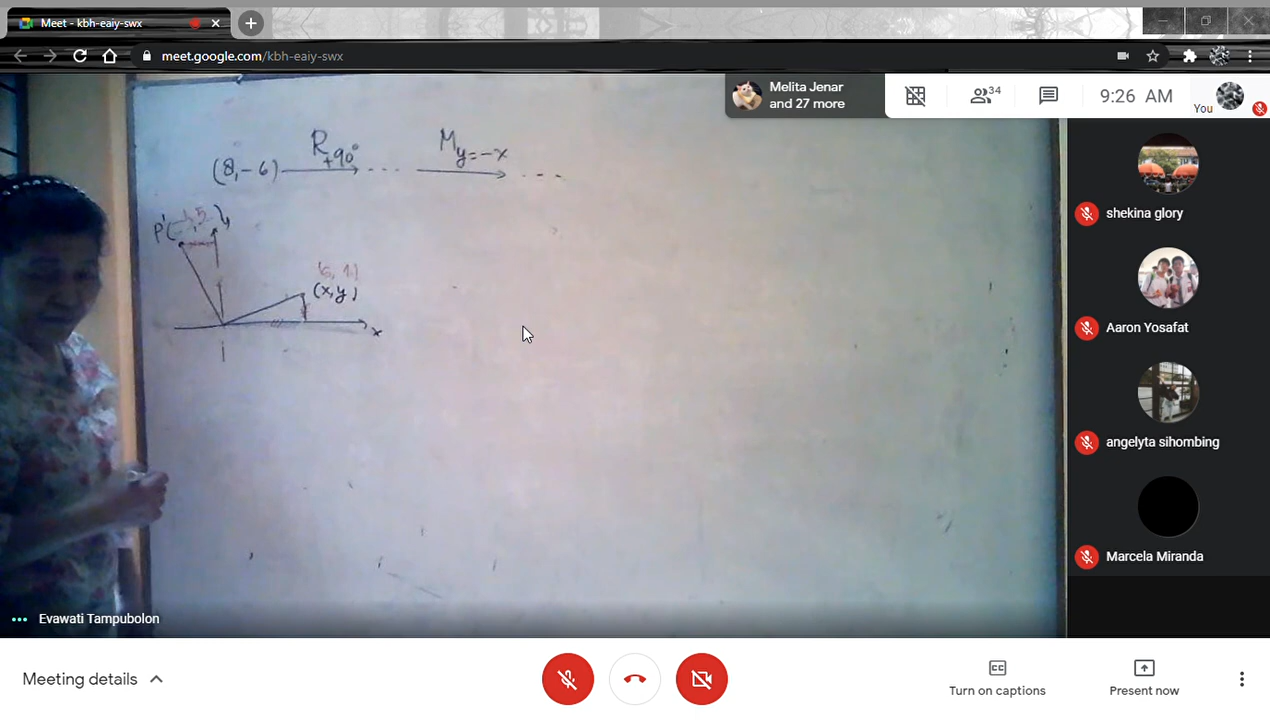 Meet - kbh-eaiy-swx
meet.google.com/kbh-eaiy-swx
Melita Jenar
and 27 more
34
9:26 AM
You
(8,-6) R+90° ... My=-x ...
P'(
y
(x,y)
x
shekina glory
Aaron Yosafat
angelyta sihombing
Marcela Miranda
Evawati Tampubolon
Meeting details
Turn on captions
Present now